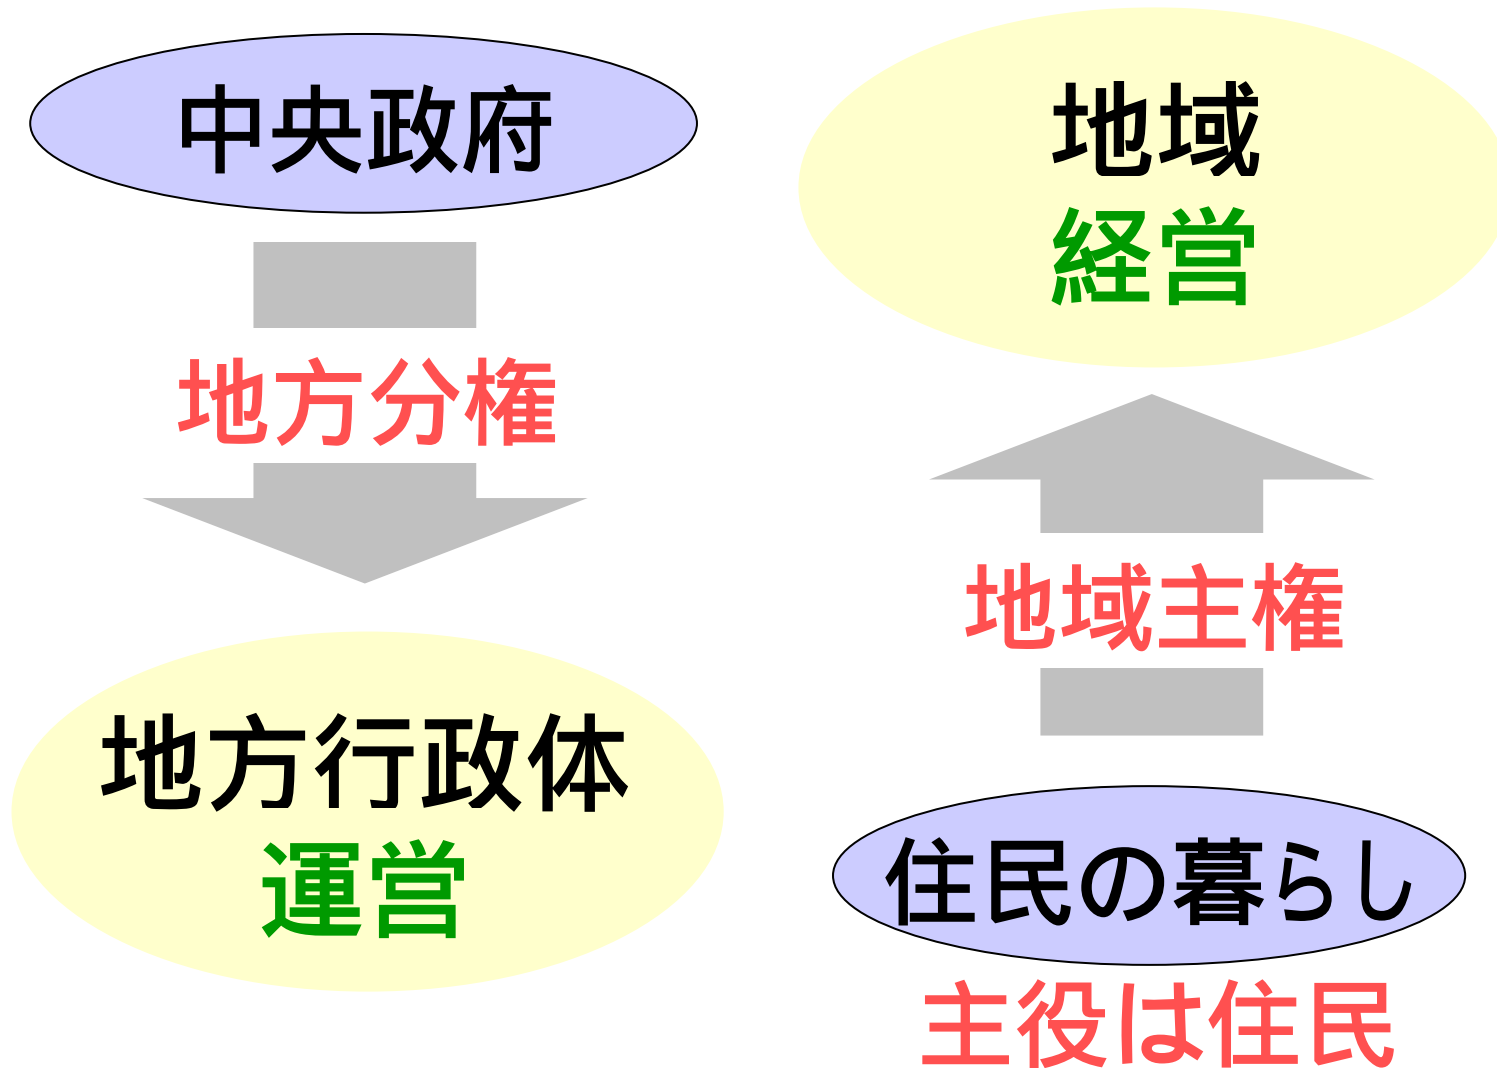 中央政府
地方分権
地方行政体
運営
地域
経営
地域主権
住民の暮らし
主役は住民